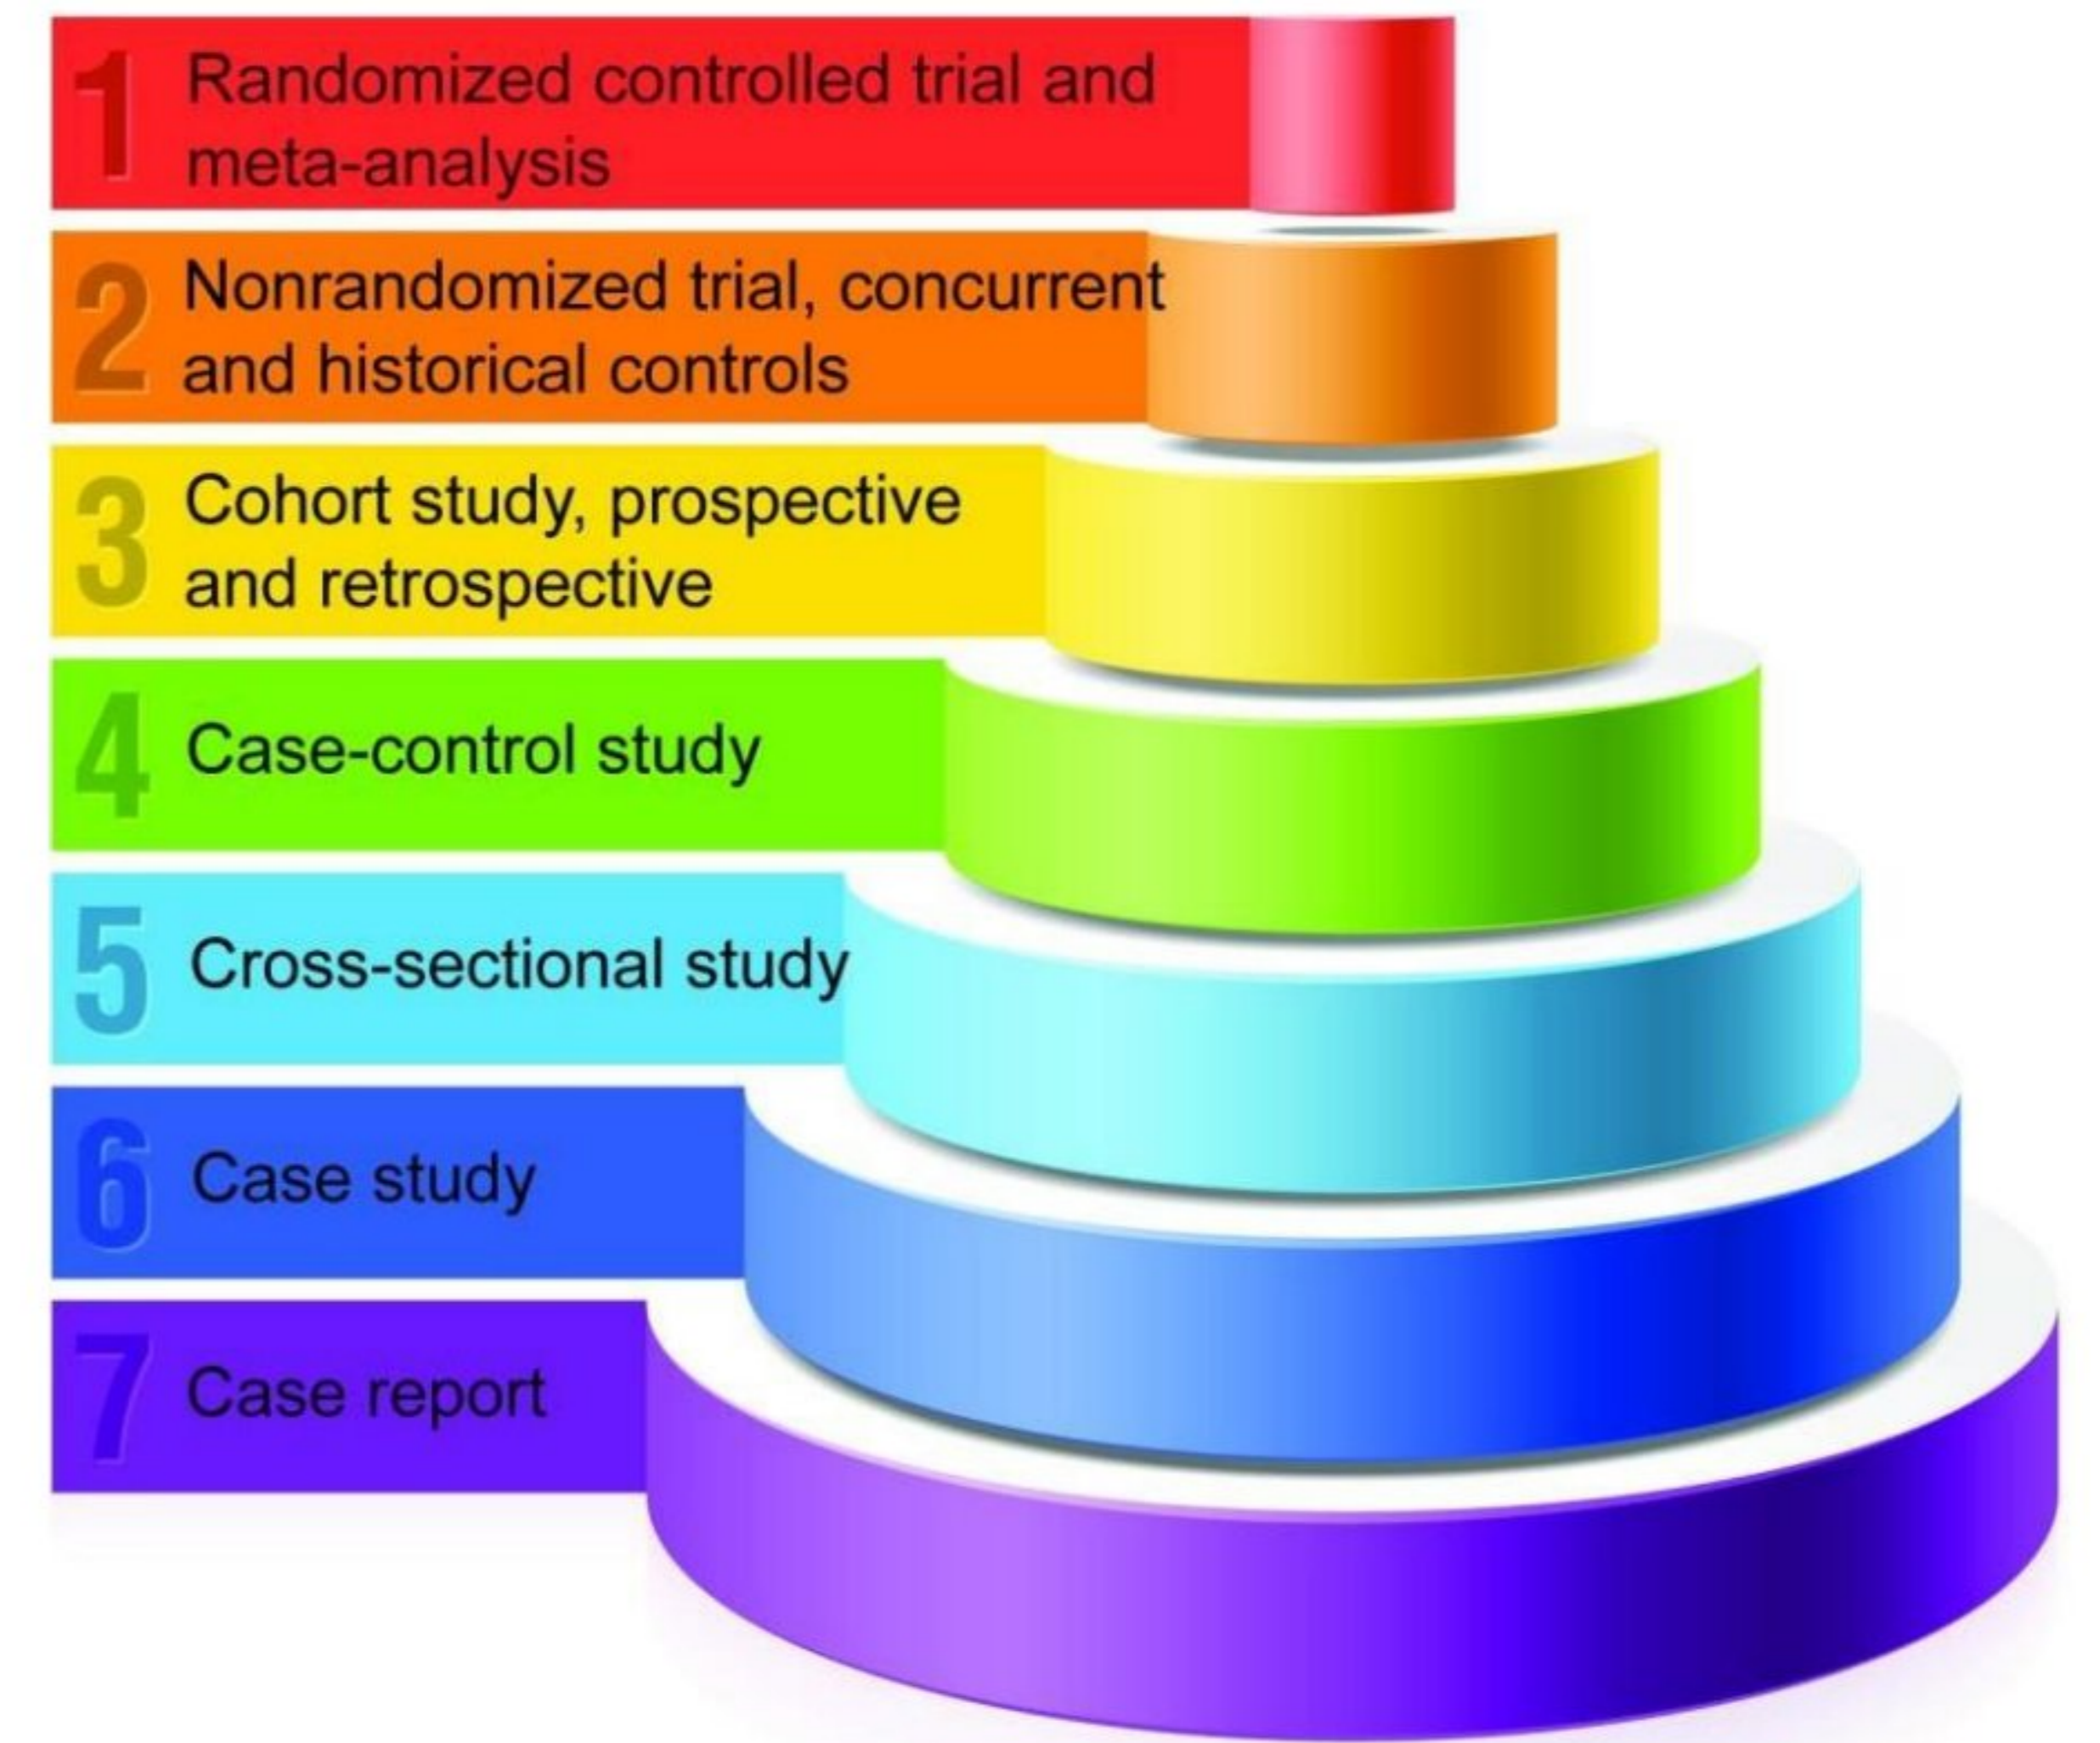 1
Randomized controlled trial and
meta-analysis
2
Nonrandomized trial, concurrent
and historical controls
3
Cohort study, prospective
and retrospective
4
Case-control study
5
Cross-sectional study
6
Case study
7
Case report